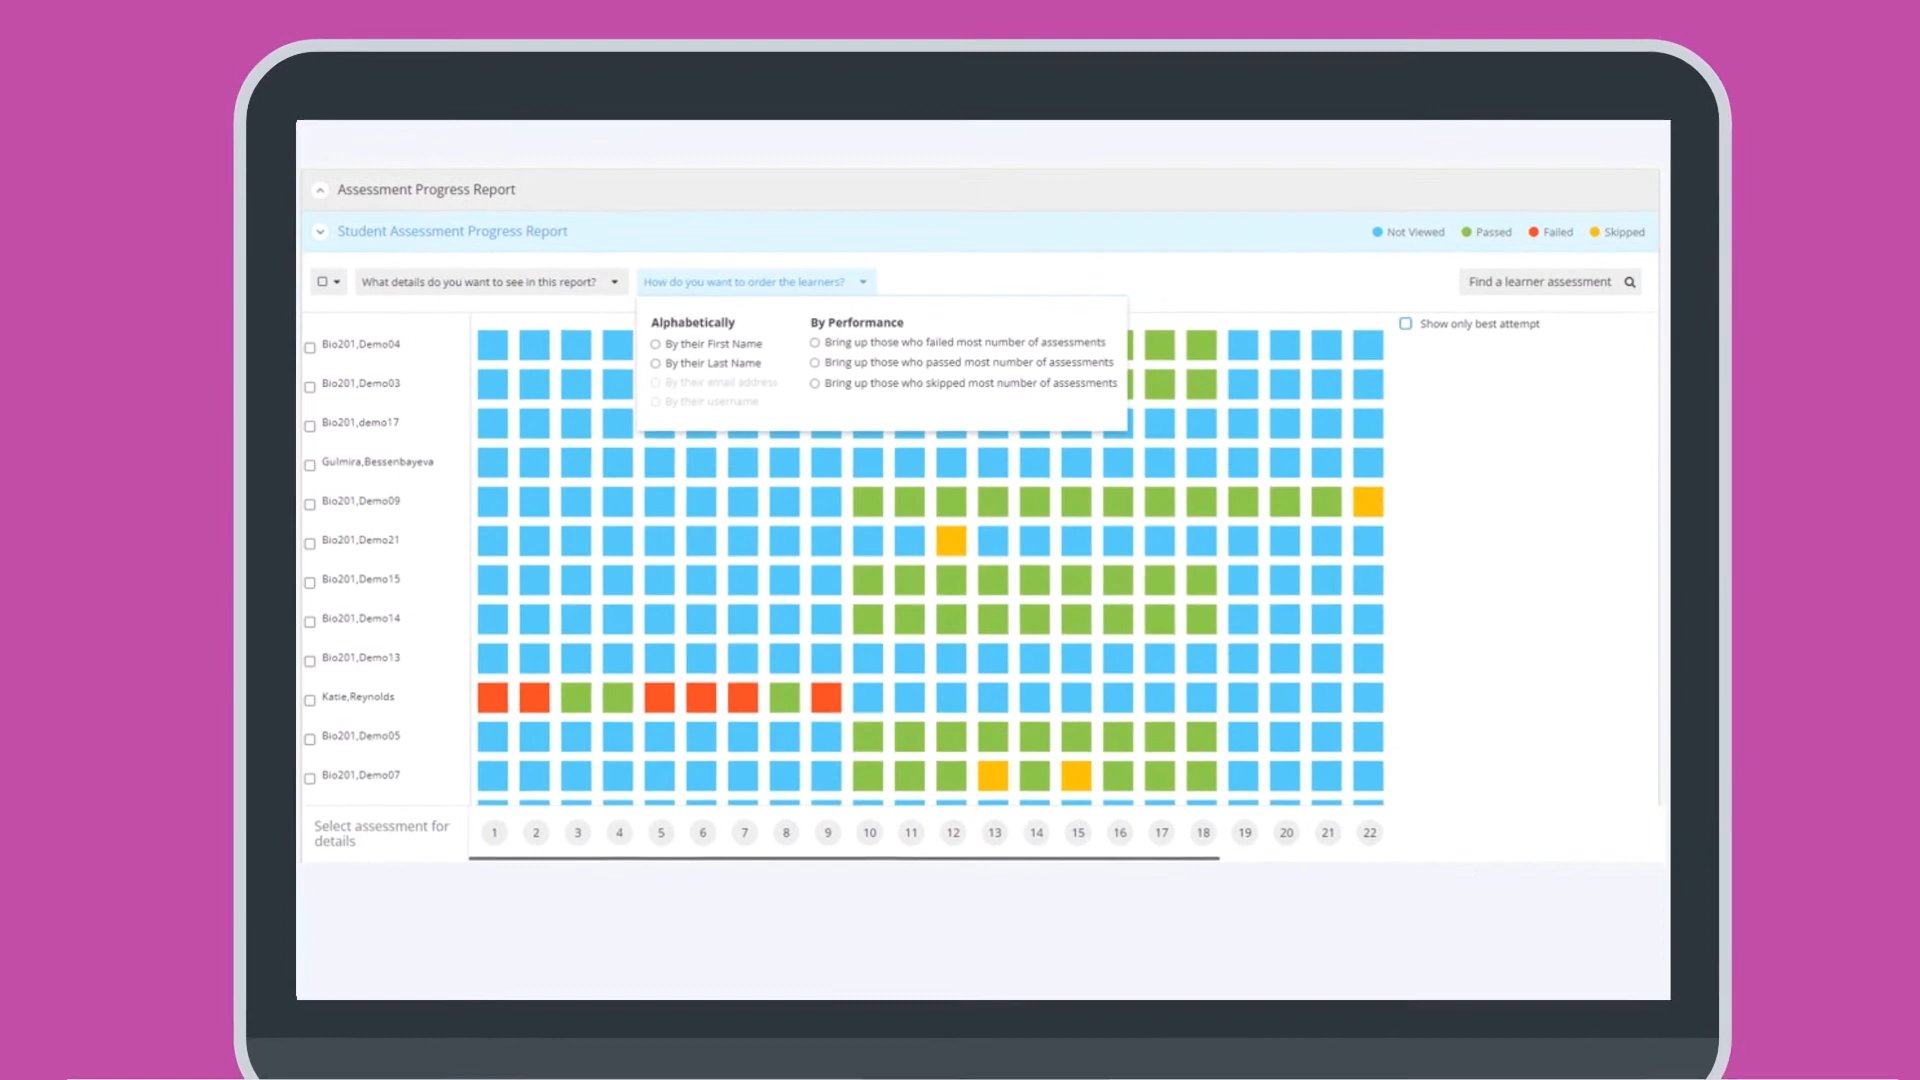 Assessment Progress Report
Student Assessment Progress Report
Not Viewed Passed Failed Skipped
What details do you want to see in this report?
How do you want to order the learners?
Find a learner assessment
Alphabetically
By their First Name
By their Last Name
By their email address
By their username
By Performance
Bring up those who failed most number of assessments
Bring up those who passed most number of assessments
Bring up those who skipped most number of assessments
Show only best attempt
Bio201,Demo04
Bio201,Demo03
Bio201,demo17
Gulmira,Bessenbayeva
Bio201,Demo09
Bio201,Demo21
Bio201,Demo15
Bio201,Demo14
Bio201,Demo13
Katie,Reynolds
Bio201,Demo05
Bio201,Demo07
Select assessment for
details
1 2 3 4 5 6 7 8 9 10 11 12 13 14 15 16 17 18 19 20 21 22